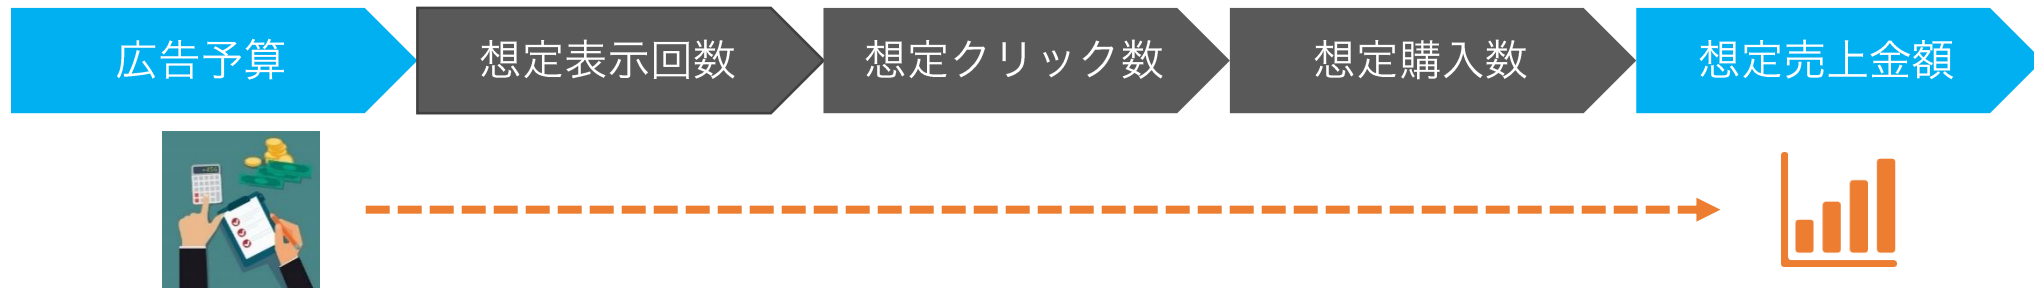 広告予算
想定表示回数
想定クリック数
想定購入数
想定売上金額